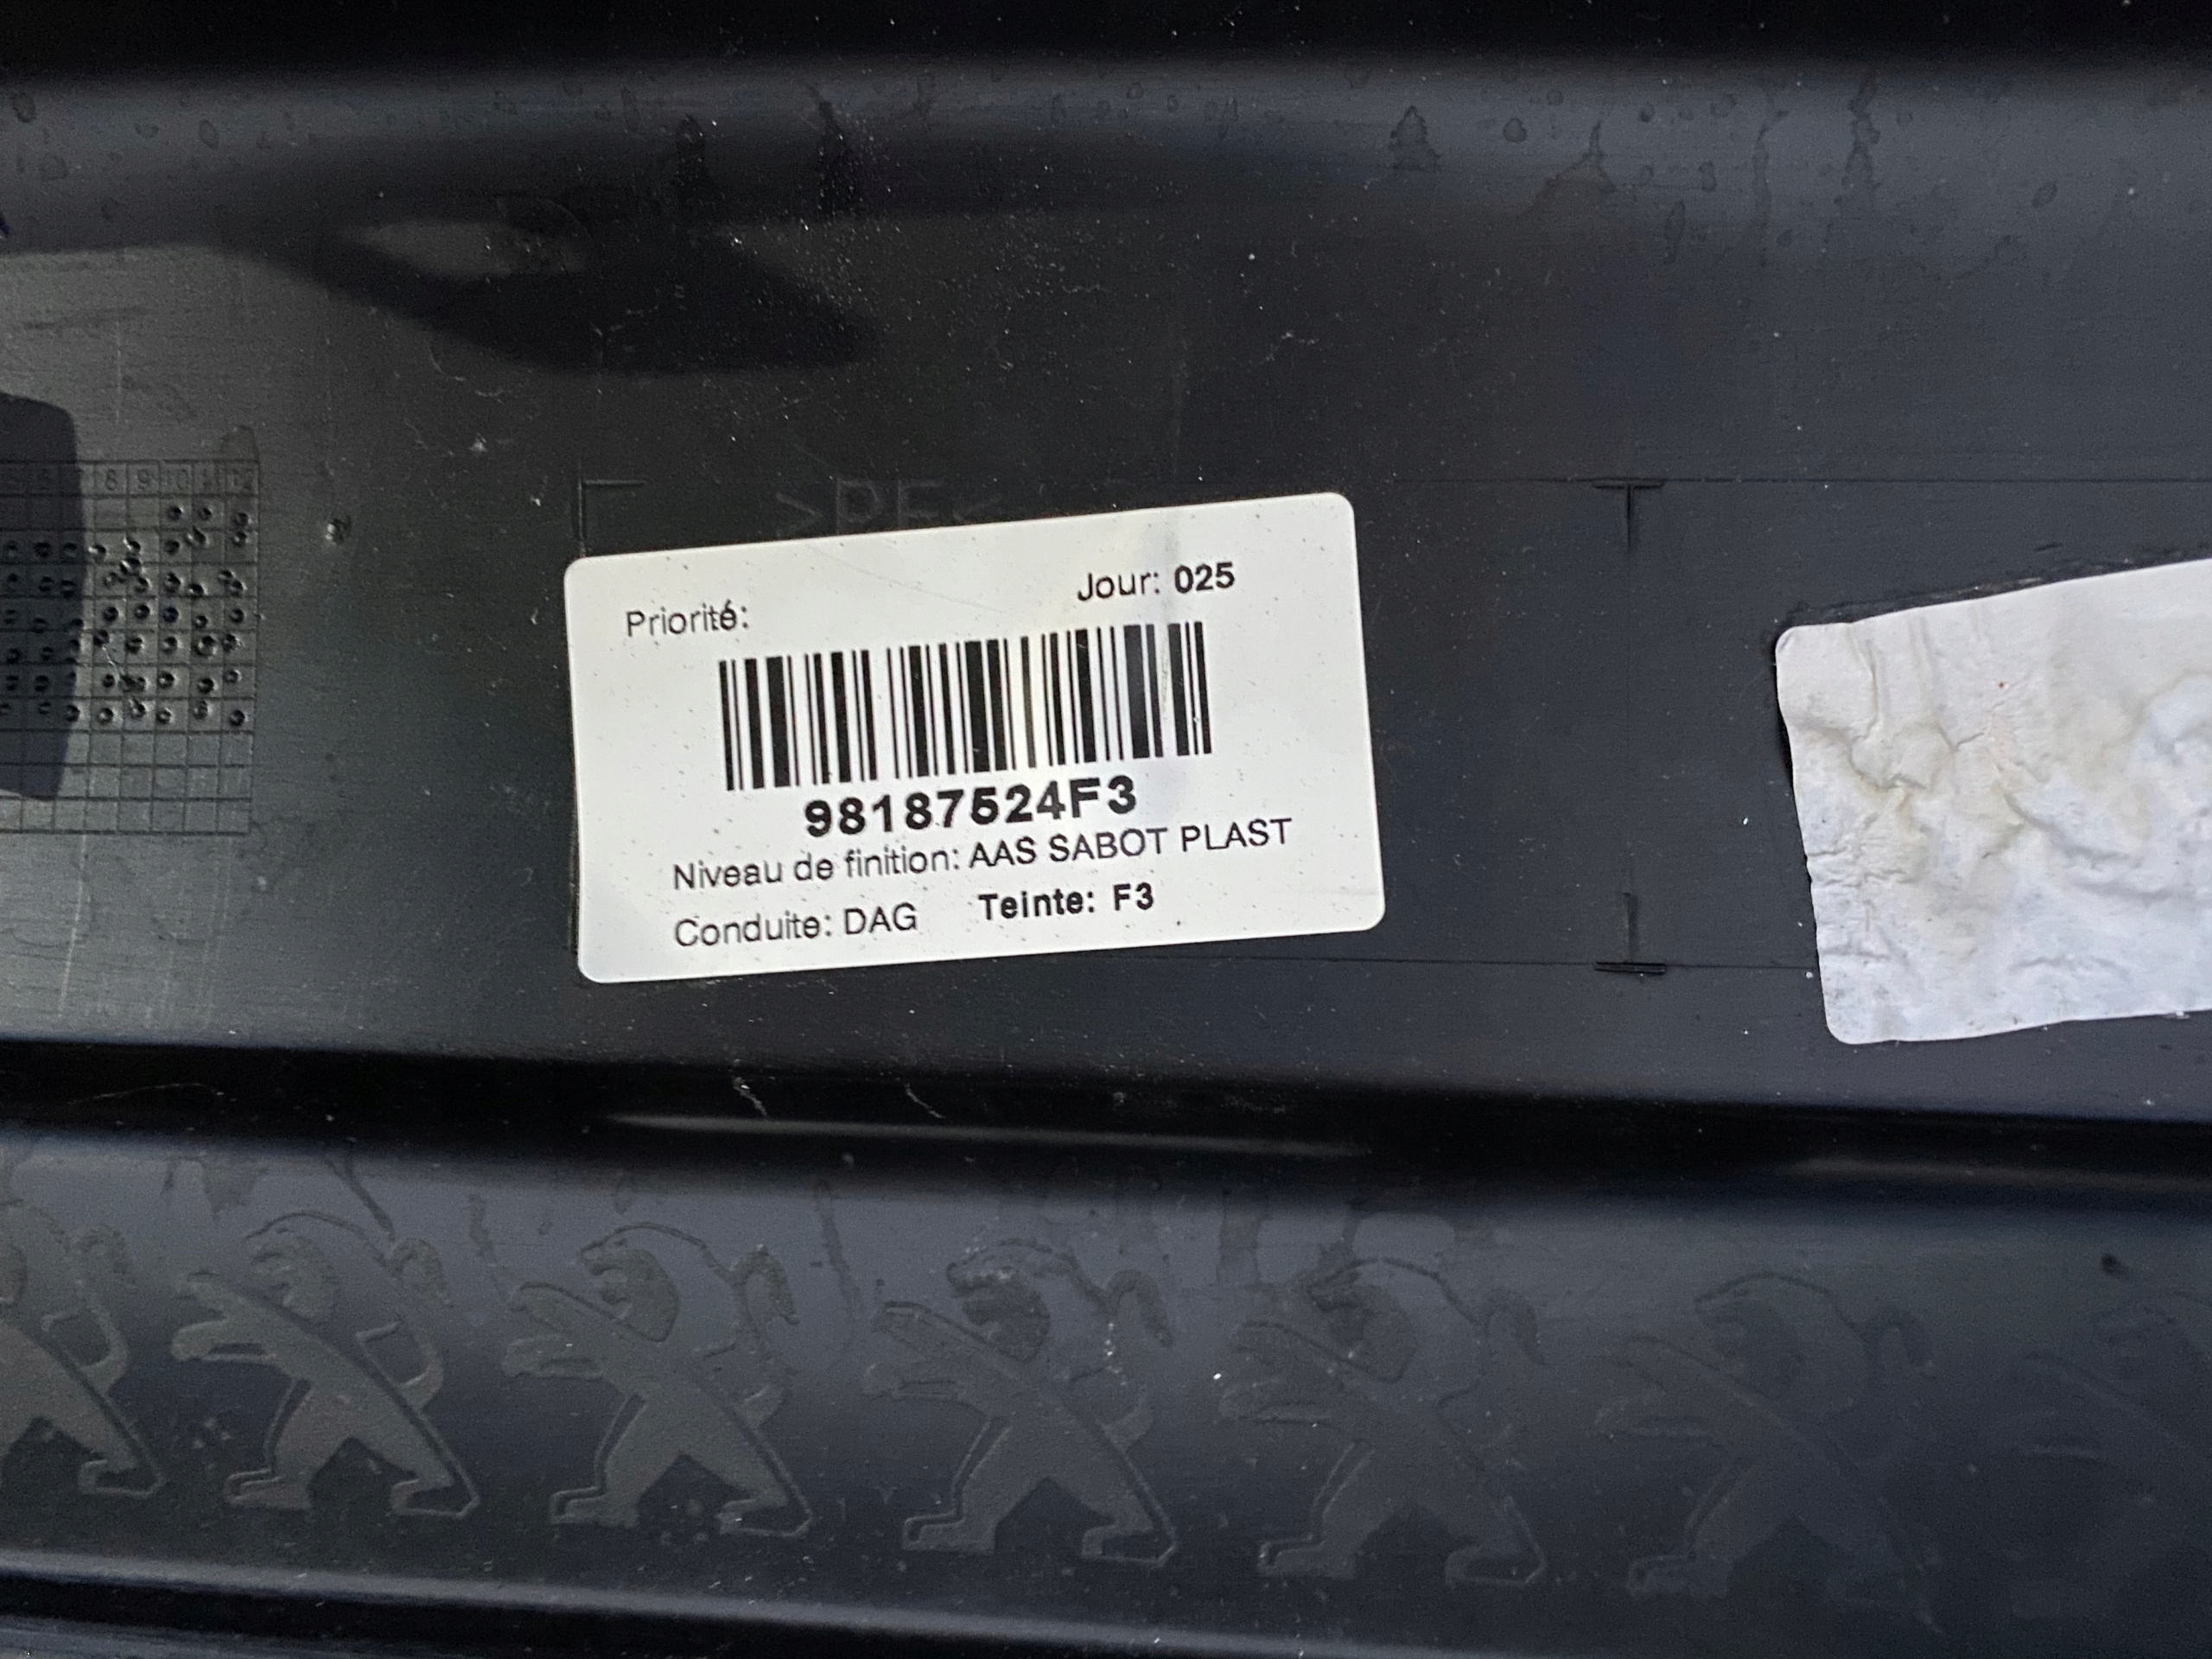 Priorité: Jour: 025
98187524F3
Niveau de finition: AAS SABOT PLAST
Conduite: DAG Teinte: F3